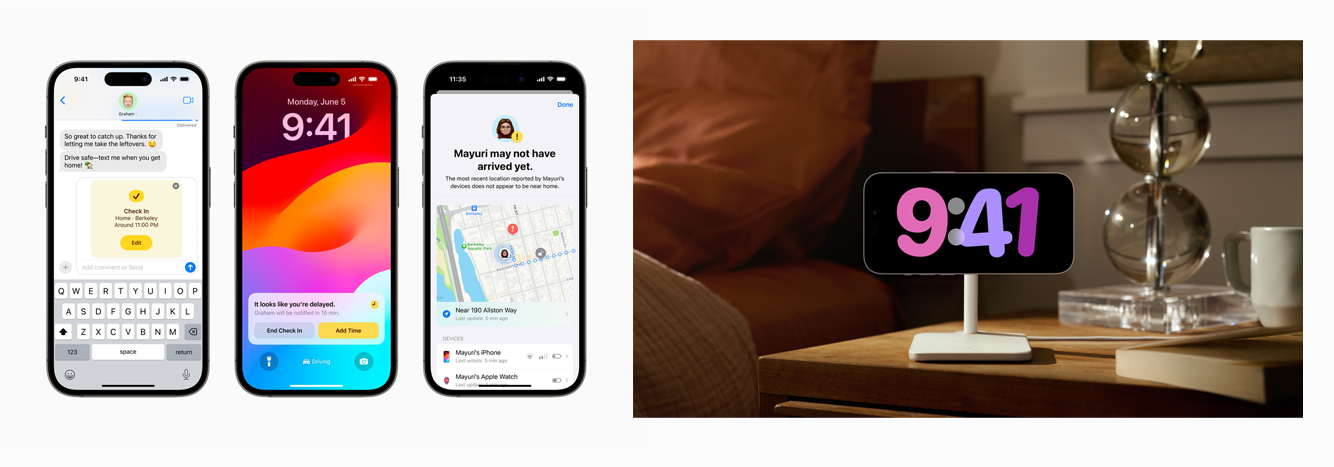 9:41
Graham
Delivered
So great to catch up. Thanks for
letting me take the leftovers. 😋
Drive safe—text me when you get
home! 🏡
Check In
Home · Berkeley
Around 11:00 PM
Edit
Add comment or Send
Q W E R T Y U I O P
A S D F G H J K L
Z X C V B N M
123 space return
Monday, June 5
9:41
It looks like you're delayed.
Graham will be notified in 15 min.
End Check In Add Time
Driving
11:35
Done
Mayuri may not have
arrived yet.
The most recent location reported by Mayuri's
devices does not appear to be near home.
Berkeley
Berkeley
Aquatic Park
Near 190 Allston Way
Last update: 5 min ago
DEVICES
Mayuri's iPhone
Last unlock: 5 min ago
Mayuri's Apple Watch
9:41